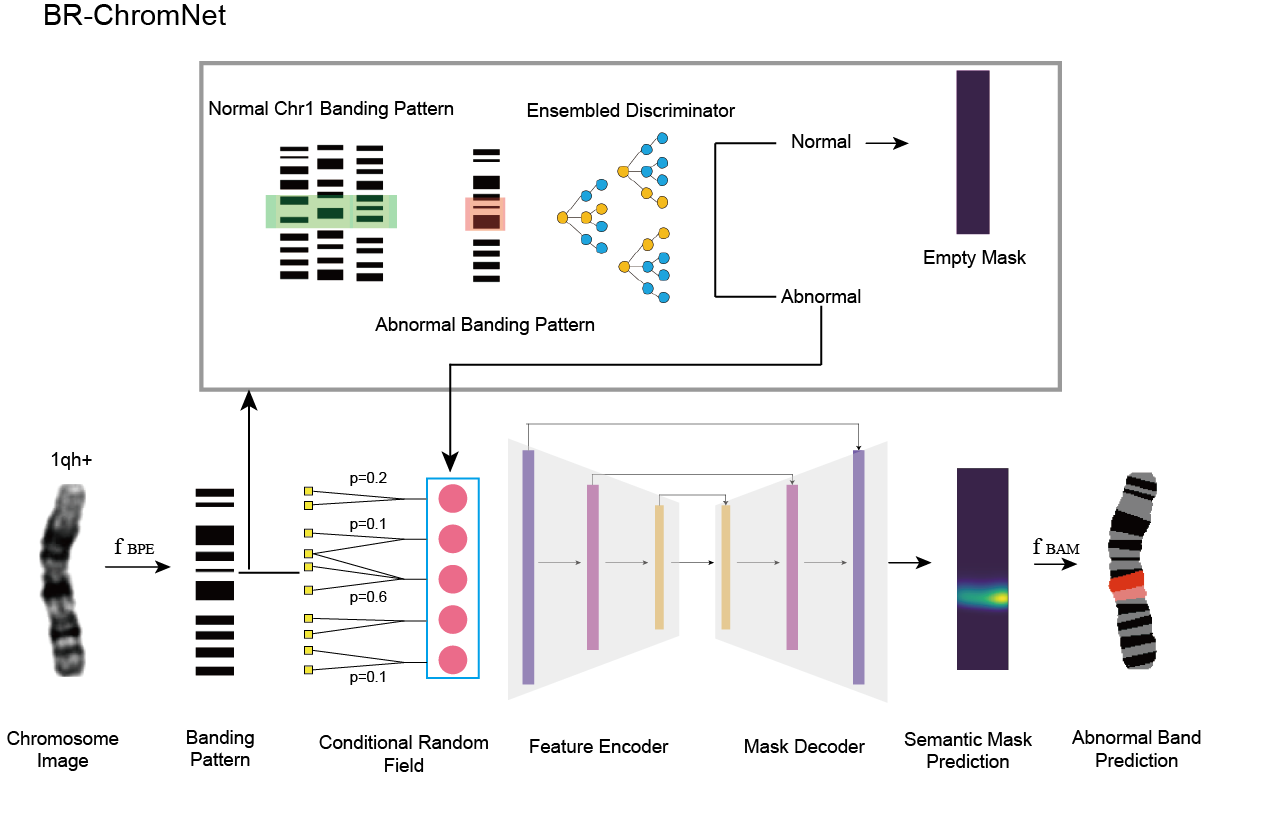 BR-ChromNet
Normal Chr1 Banding Pattern
Ensembled Discriminator
Normal
Empty Mask
Abnormal
Abnormal Banding Pattern
1qh+
p=0.2
p=0.1
f BPE
f BAM
p=0.6
p=0.1
Chromosome
Image
Banding
Pattern
Conditional Random
Field
Feature Encoder
Mask Decoder
Semantic Mask
Prediction
Abnormal Band
Prediction